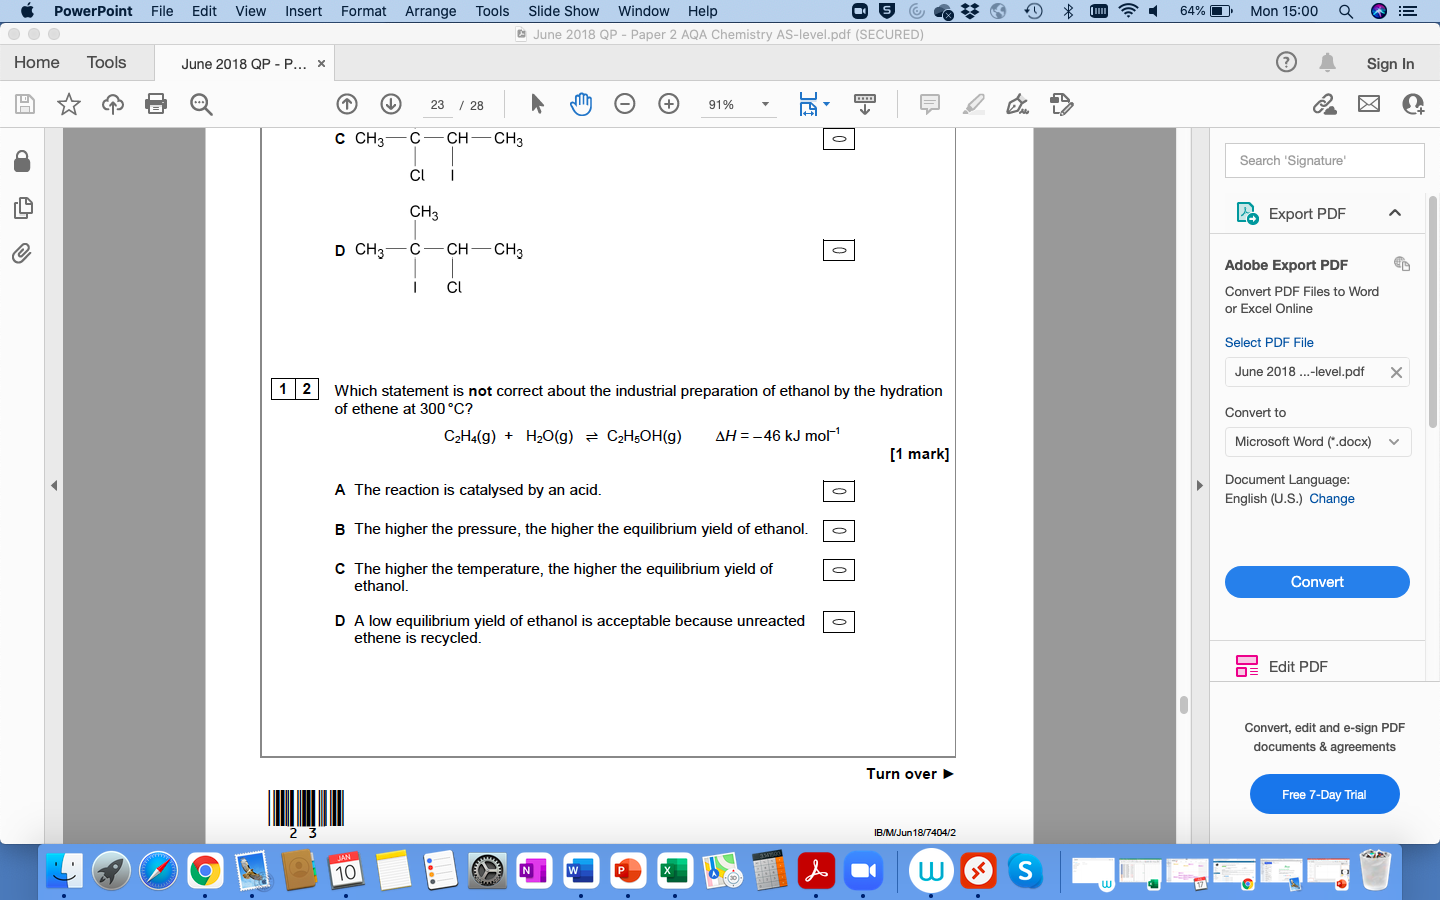 PowerPoint File Edit View Insert Format Arrange Tools Slide Show Window Help 64% Mon 15:00
June 2018 QP - Paper 2 AQA Chemistry AS-level.pdf (SECURED)
Home Tools June 2018 QP - P... × Sign In
23 / 28 91%
C CH₃—C—CH—CH₃
Cl I
CH₃
D CH₃—C—CH—CH₃
I Cl
1 2 Which statement is not correct about the industrial preparation of ethanol by the hydration
of ethene at 300 °C?
C₂H₄(g) + H₂O(g) ⇌ C₂H₅OH(g) ΔH = –46 kJ mol⁻¹
[1 mark]
A The reaction is catalysed by an acid.
B The higher the pressure, the higher the equilibrium yield of ethanol.
C The higher the temperature, the higher the equilibrium yield of
ethanol.
D A low equilibrium yield of ethanol is acceptable because unreacted
ethene is recycled.
Turn over ►
2 3
IB/M/Jun18/7404/2
Search 'Signature'
Export PDF
Adobe Export PDF
Convert PDF Files to Word
or Excel Online
Select PDF File
June 2018 ...-level.pdf
Convert to
Microsoft Word (*.docx)
Document Language:
English (U.S.) Change
Convert
Edit PDF
Convert, edit and e-sign PDF
documents & agreements
Free 7-Day Trial
JAN
10
N W P X W S
17